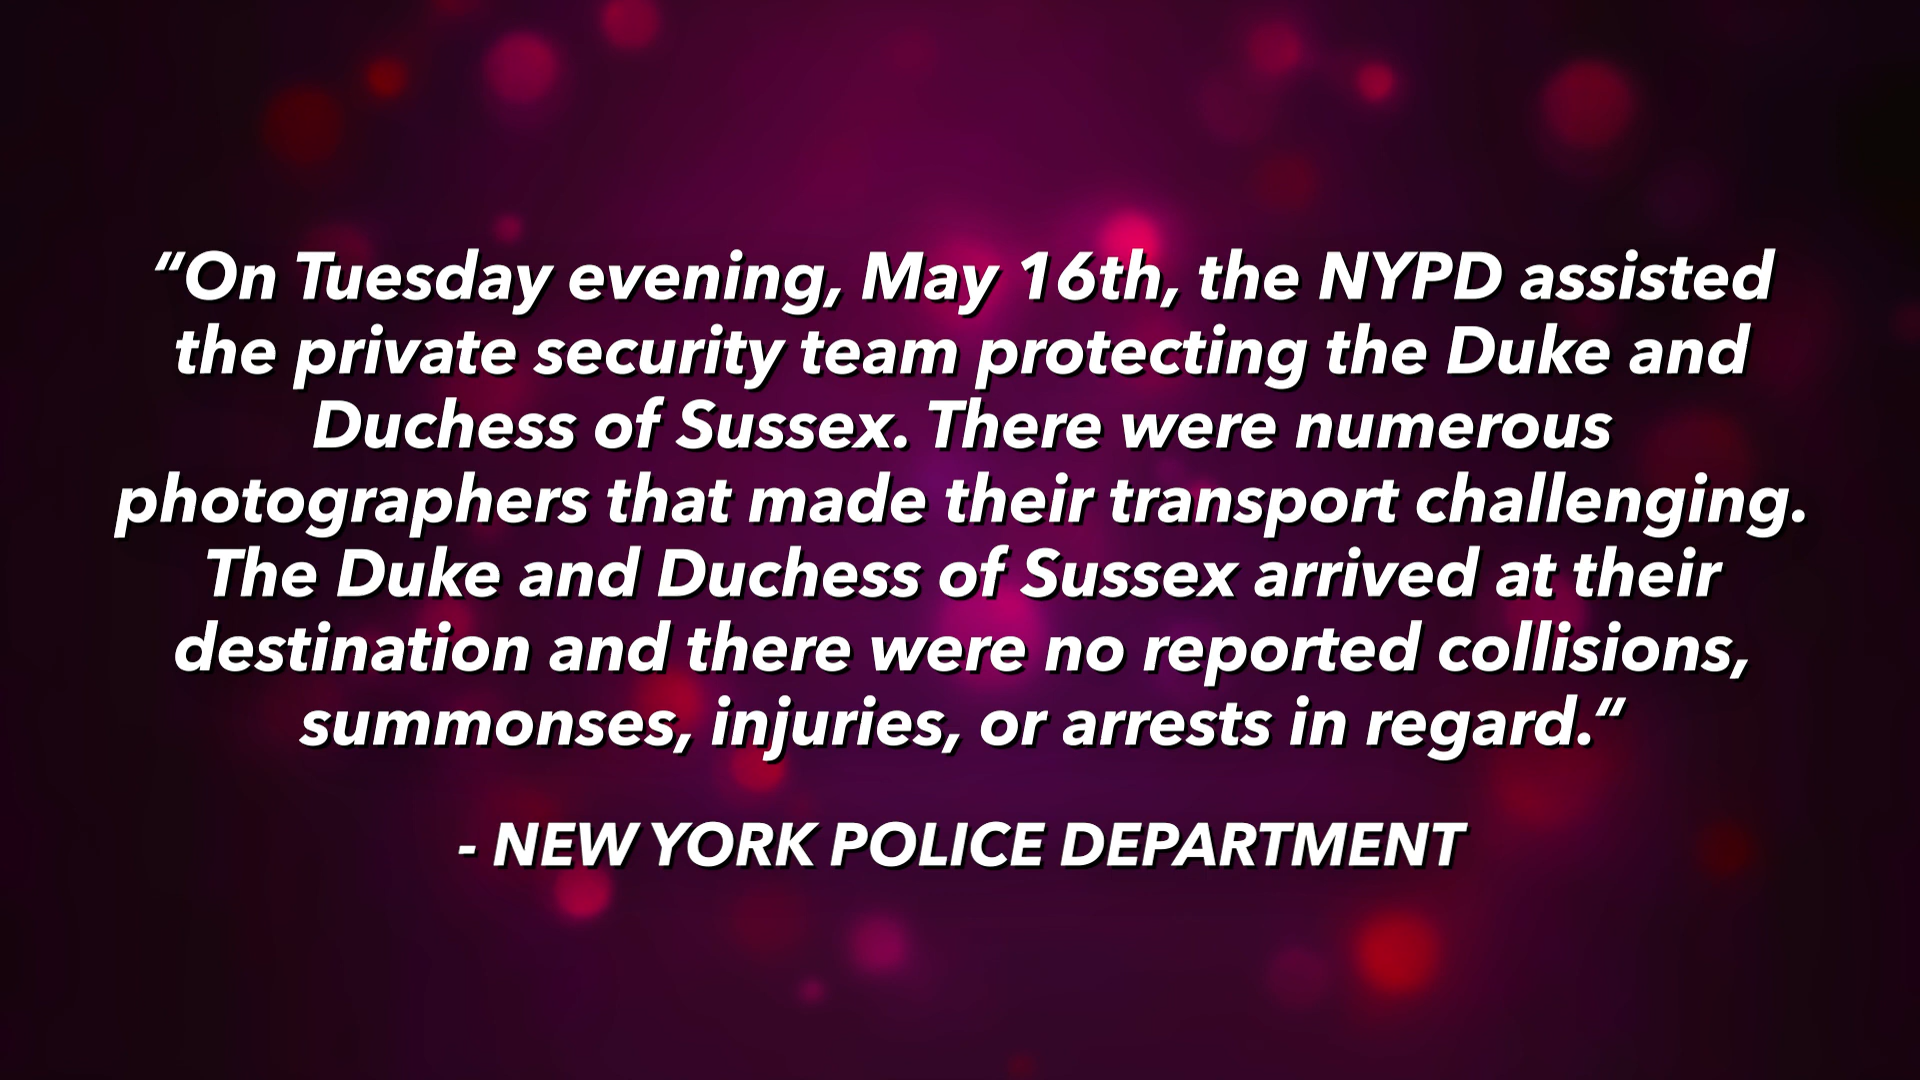 “On Tuesday evening, May 16th, the NYPD assisted
the private security team protecting the Duke and
Duchess of Sussex. There were numerous
photographers that made their transport challenging.
The Duke and Duchess of Sussex arrived at their
destination and there were no reported collisions,
summonses, injuries, or arrests in regard.“
- NEW YORK POLICE DEPARTMENT